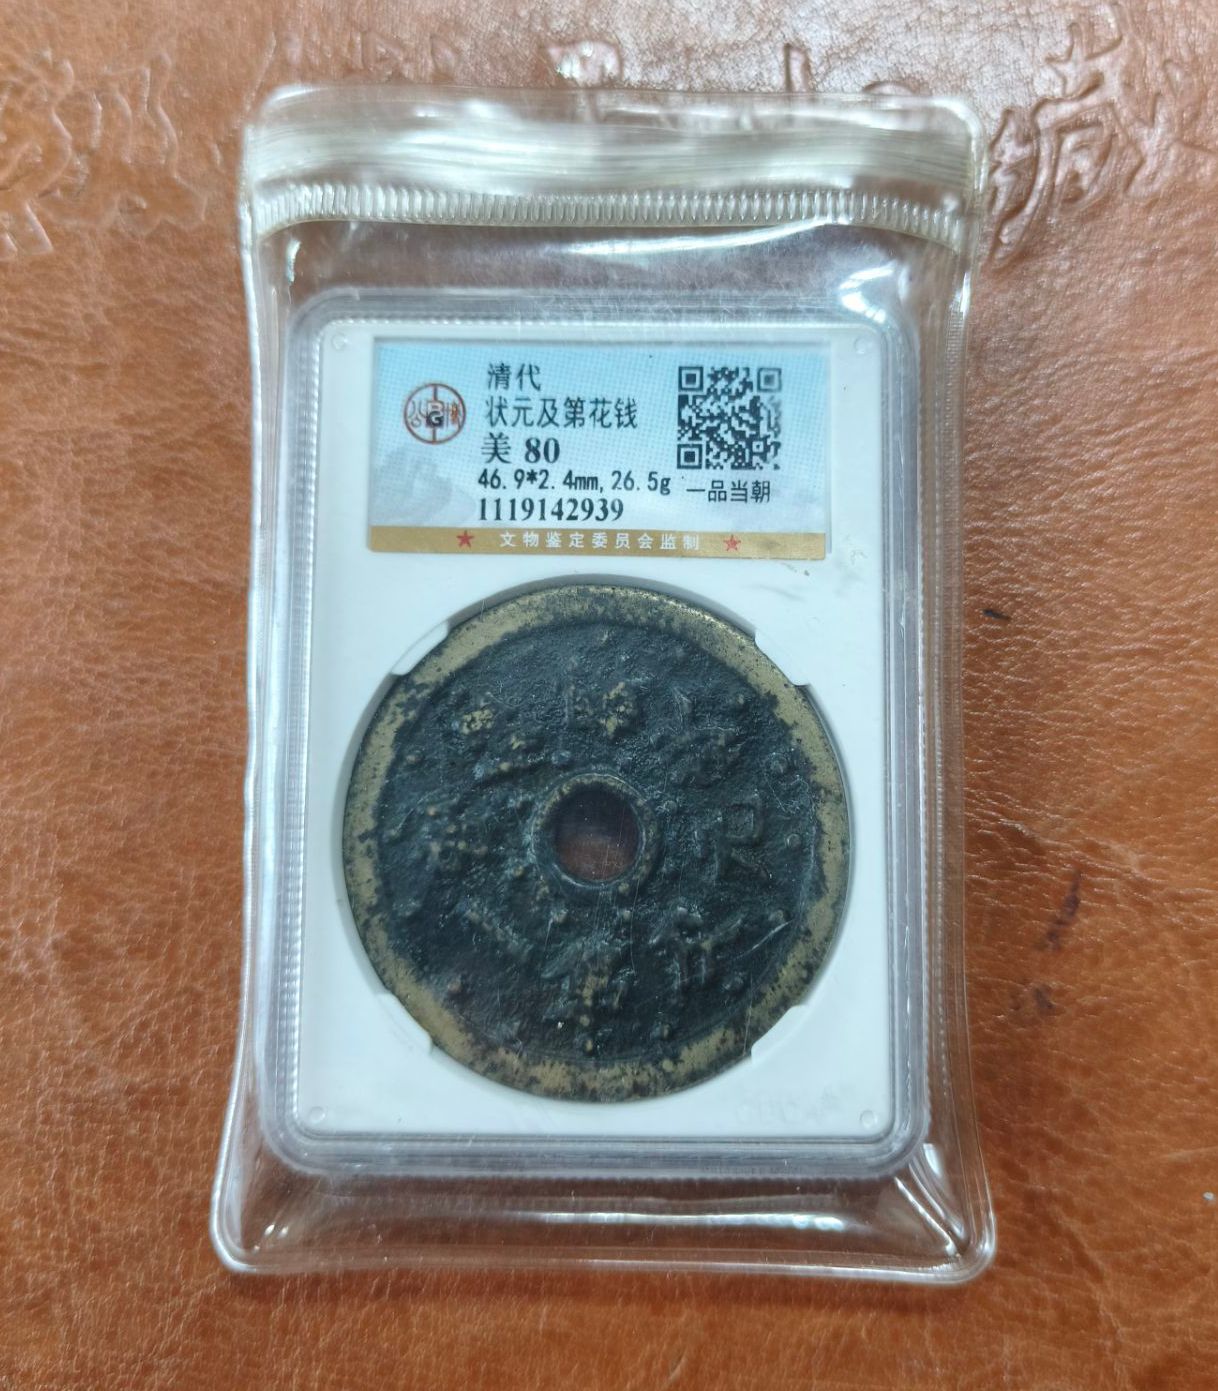 清代
状元及第花钱
美 80
46.9*2.4mm,26.5g
一品当朝
1119142939
文物鉴定委员会监制
G